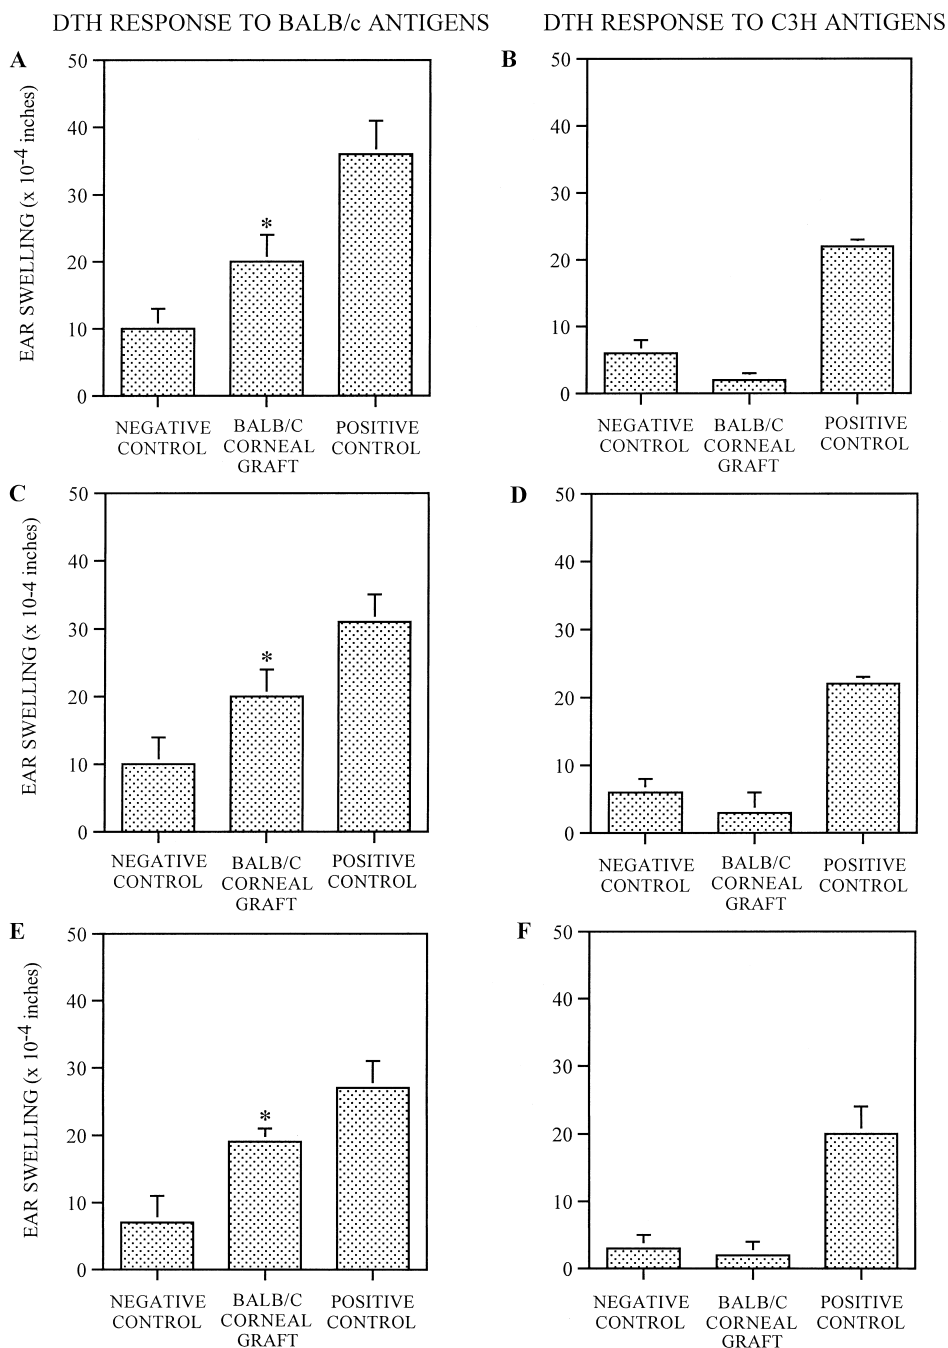 DTH RESPONSE TO BALB/c ANTIGENS
DTH RESPONSE TO C3H ANTIGENS
A
EAR SWELLING (x 10-4 inches)
50
40
30
20
10
0
*
NEGATIVE
CONTROL
BALB/C
CORNEAL
GRAFT
POSITIVE
CONTROL
B
50
40
30
20
10
0
NEGATIVE
CONTROL
BALB/C
CORNEAL
GRAFT
POSITIVE
CONTROL
C
EAR SWELLING (x 10-4 inches)
50
40
30
20
10
0
*
NEGATIVE
CONTROL
BALB/C
CORNEAL
GRAFT
POSITIVE
CONTROL
D
50
40
30
20
10
0
NEGATIVE
CONTROL
BALB/C
CORNEAL
GRAFT
POSITIVE
CONTROL
E
EAR SWELLING (x 10-4 inches)
50
40
30
20
10
0
*
NEGATIVE
CONTROL
BALB/C
CORNEAL
GRAFT
POSITIVE
CONTROL
F
50
40
30
20
10
0
NEGATIVE
CONTROL
BALB/C
CORNEAL
GRAFT
POSITIVE
CONTROL